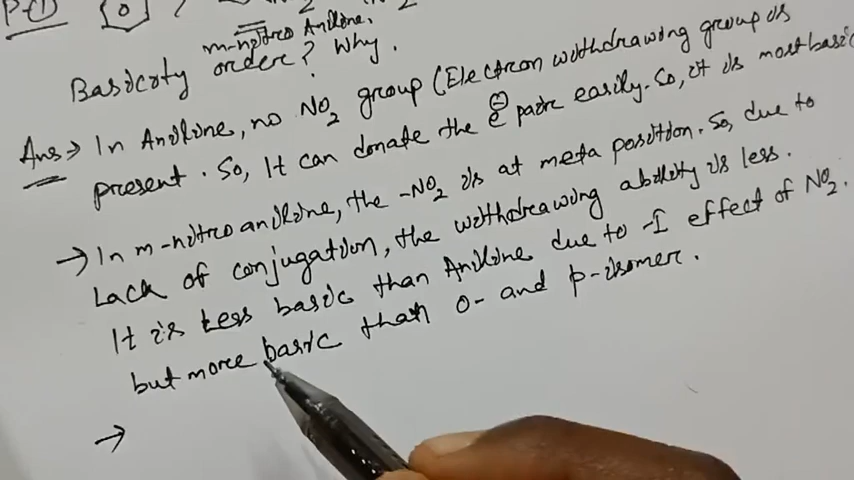 P-①
NO2
m-nitro Aniline.
Basicity order? Why.
Ans→ In Aniline, no NO2 group (Electron withdrawing group is
present. So, It can donate the e⊖ pair easily. So, it is most basic
→ In m-nitro aniline, the -NO2 is at meta position. So, due to
Lack of conjugation, the withdrawing ability is less.
It is Less basic than Aniline due to -I effect of NO2.
but more basic than o- and p-isomer.
→